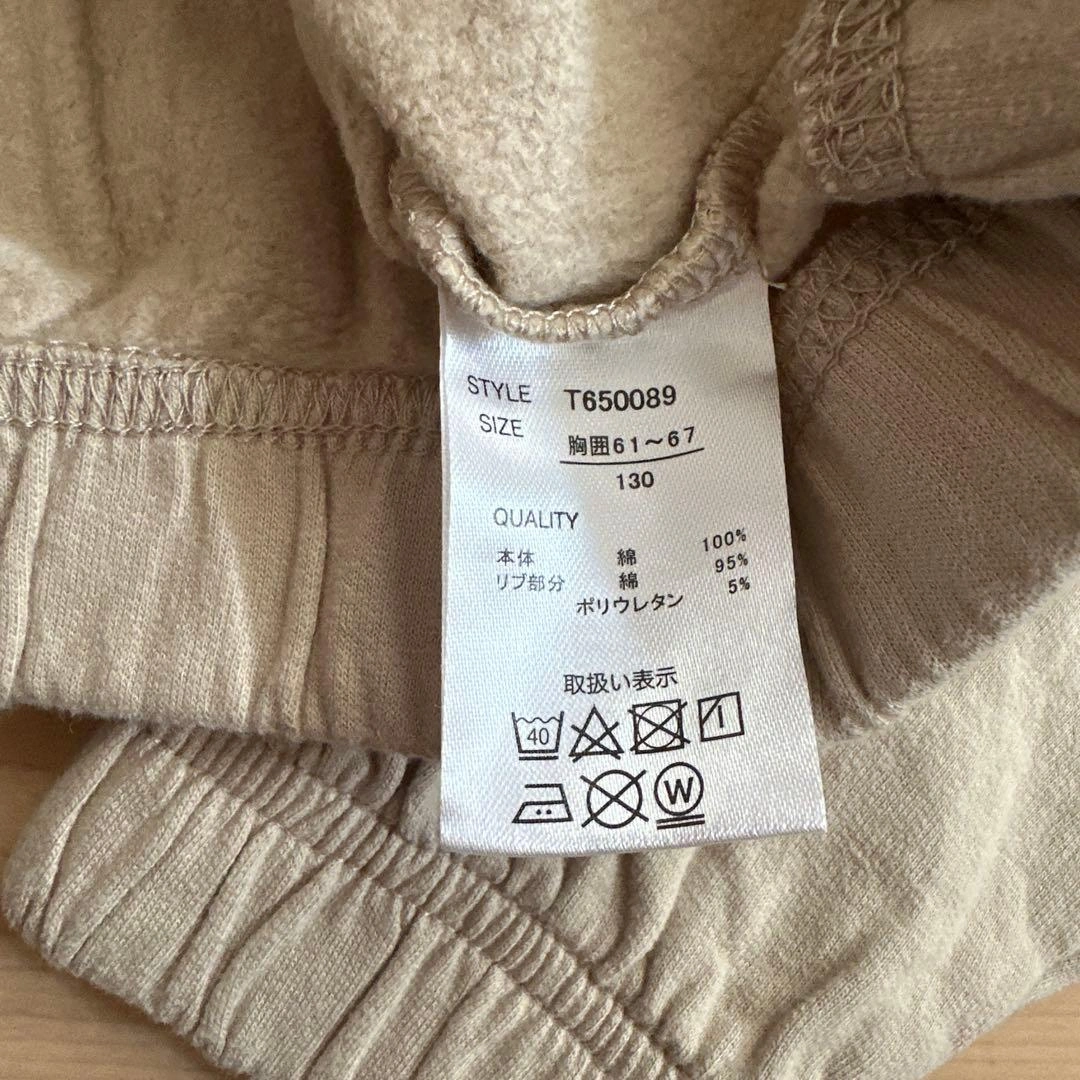 STYLE T650089
SIZE 胸囲61～67
130
QUALITY
本体 綿 100%
リブ部分 綿 95%
ポリウレタン 5%
取扱い表示
40
W